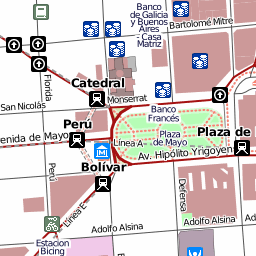 Banco
de Galicia
y Buenos
Aires
- Casa
Matriz
Bartolomé Mitre
Florida
Catedral
San Nicolás
Monserrat
Banco
Francés
Perú
enida de Mayo
Línea A
Plaza
de Mayo
Plaza de
Av. Hipólito Yrigoyen
Bolívar
Perú
Línea E
Defensa
Adolfo Alsina
Adolfo Alsina
Estacion
Bicing